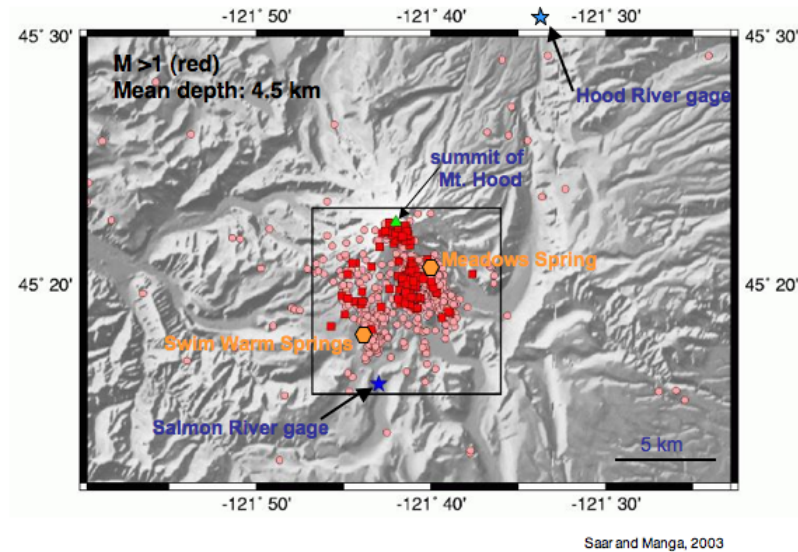 -121° 50' -121° 40' -121° 30'
45° 30' 45° 30'
M >1 (red)
Mean depth: 4.5 km
Hood River gage
summit of
Mt. Hood
Meadows Spring
45° 20' 45° 20'
Swim Warm Springs
Salmon River gage
5 km
-121° 50' -121° 40' -121° 30'
Saar and Manga, 2003